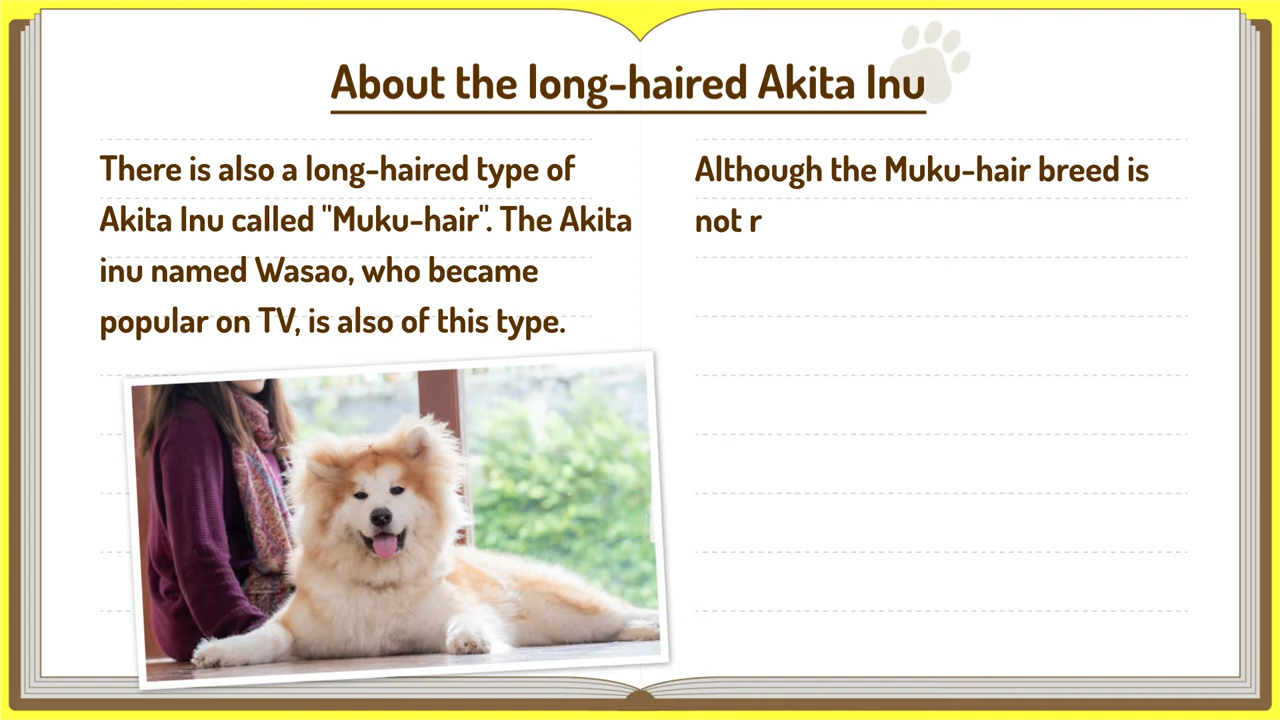 About the long-haired Akita Inu
There is also a long-haired type of
Akita Inu called "Muku-hair". The Akita
inu named Wasao, who became
popular on TV, is also of this type.
Although the Muku-hair breed is
not r